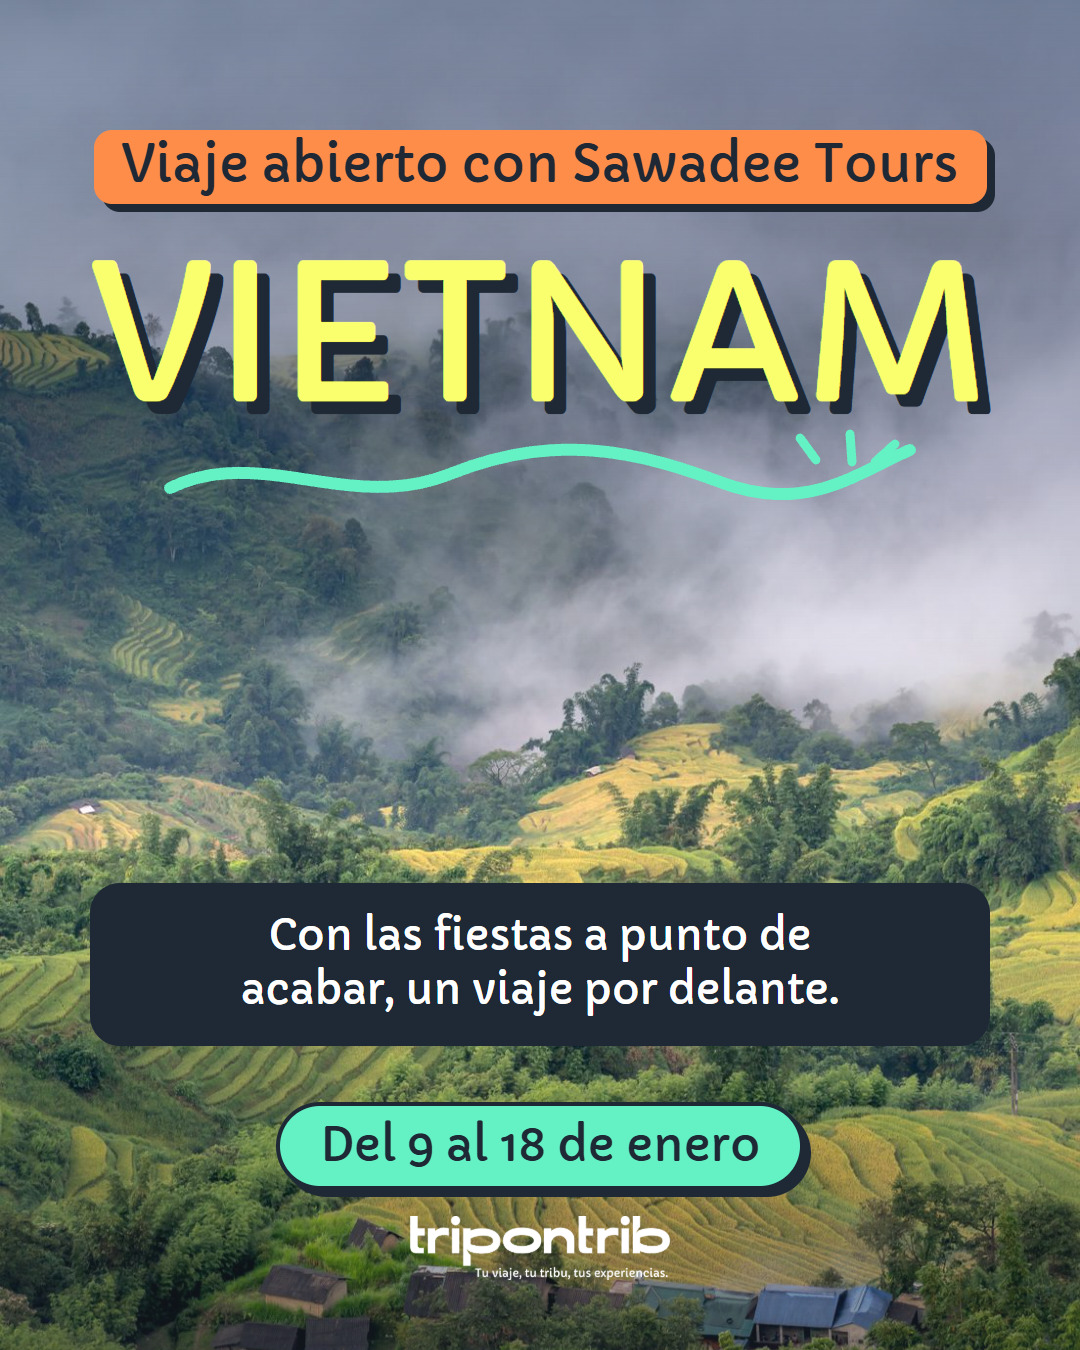 Viaje abierto con Sawadee Tours
VIETNAM
Con las fiestas a punto de
acabar, un viaje por delante.
Del 9 al 18 de enero
tripontrib
Tu viaje, tu tribu, tus experiencias.